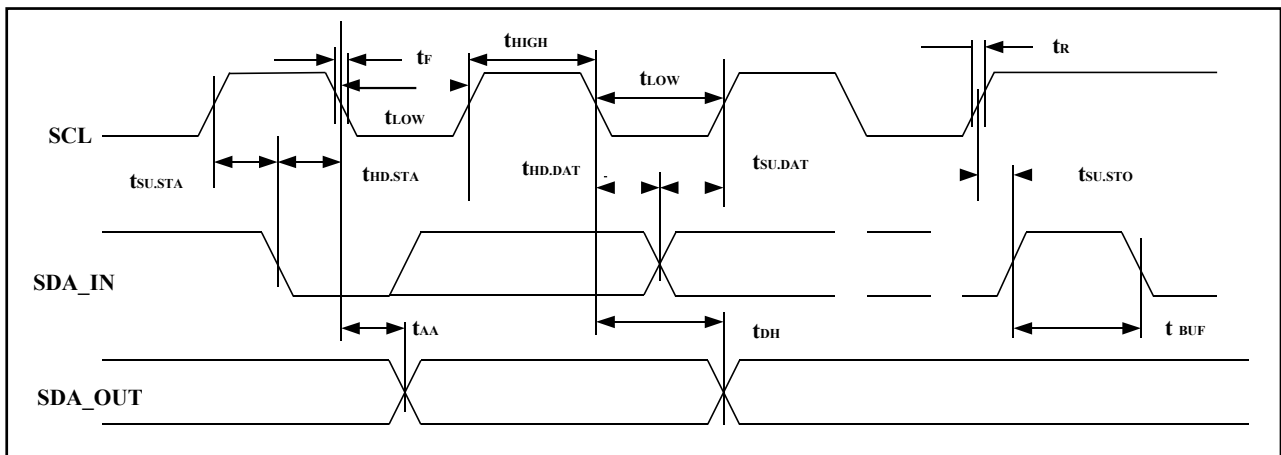 tHIGH
tF
tR
tLOW
tLOW
SCL
tSU.STA
tHD.STA
tHD.DAT
tSU.DAT
tSU.STO
SDA_IN
tAA
tDH
t BUF
SDA_OUT